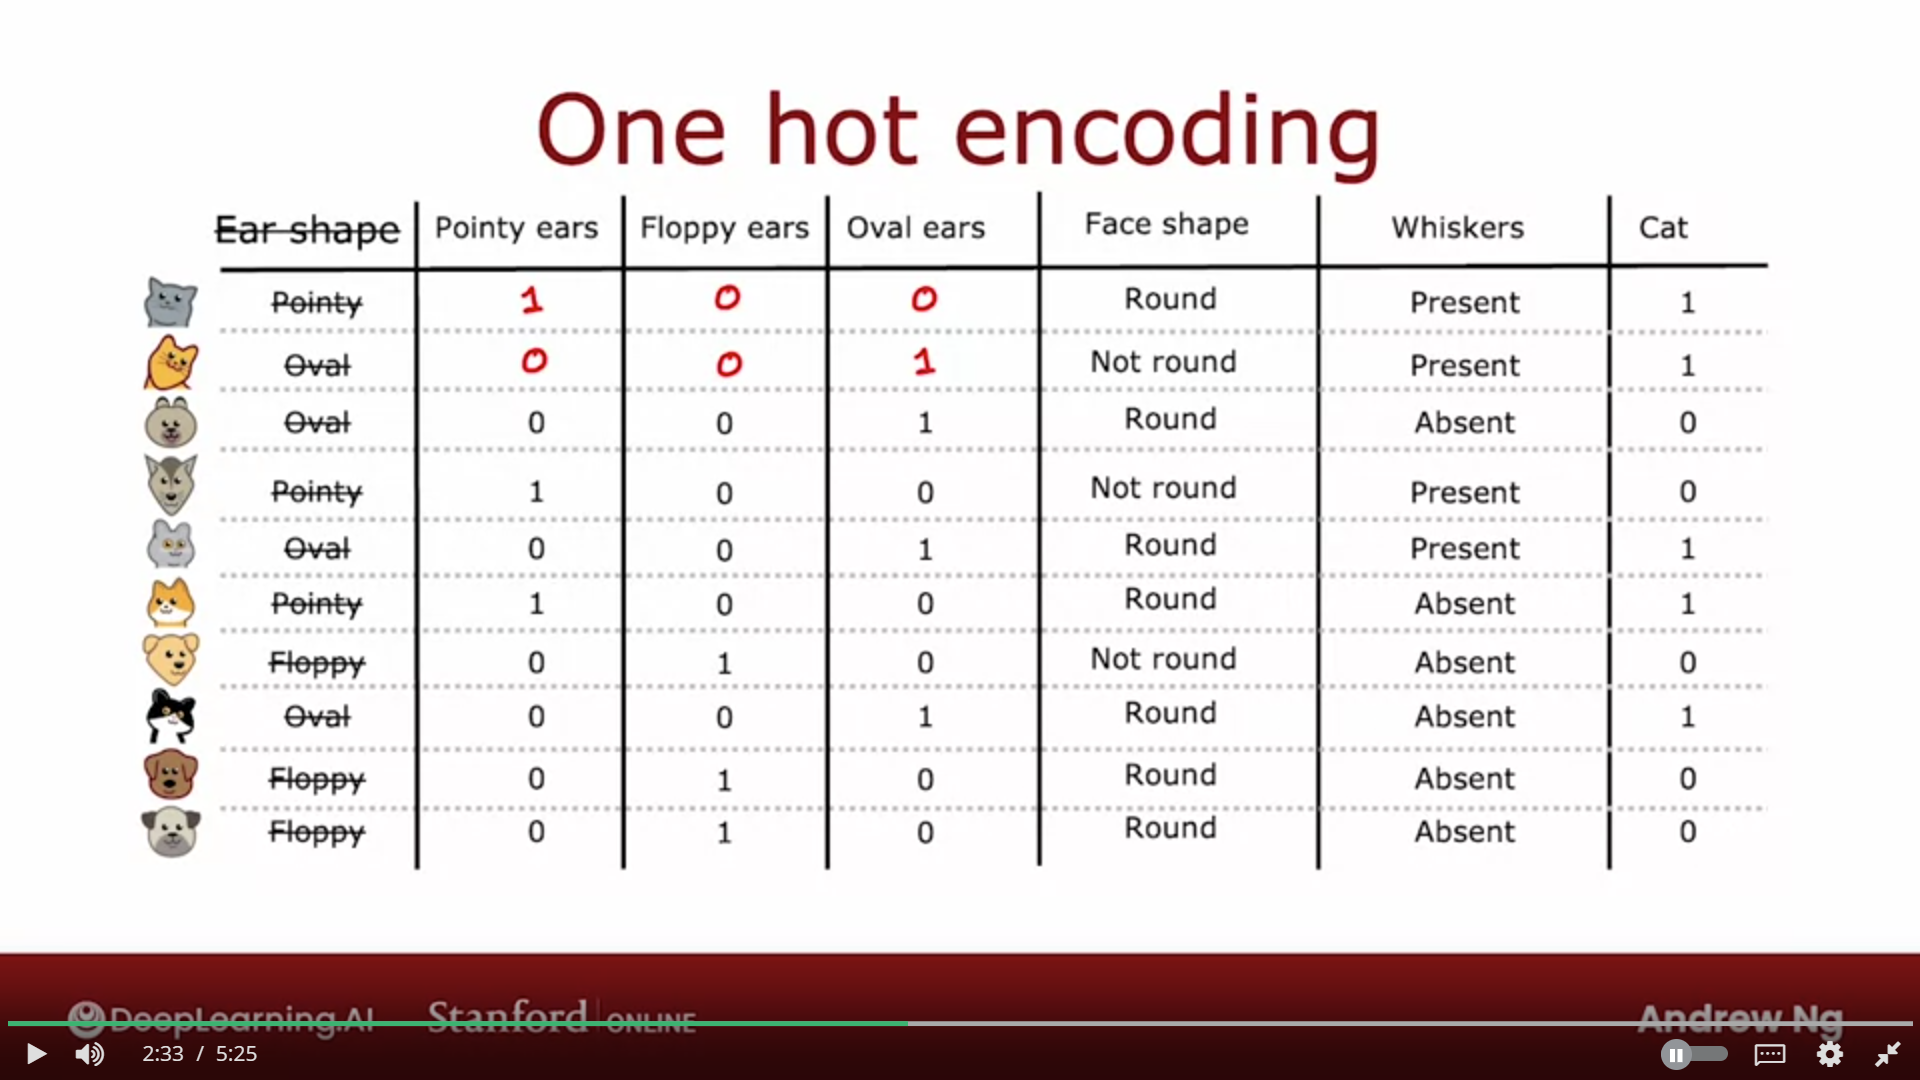 One hot encoding
Ear shape Pointy ears Floppy ears Oval ears Face shape Whiskers Cat
Pointy 1 0 0 Round Present 1
Oval 0 0 1 Not round Present 1
Oval 0 0 1 Round Absent 0
Pointy 1 0 0 Not round Present 0
Oval 0 0 1 Round Present 1
Pointy 1 0 0 Round Absent 1
Floppy 0 1 0 Not round Absent 0
Oval 0 0 1 Round Absent 1
Floppy 0 1 0 Round Absent 0
Floppy 0 1 0 Round Absent 0
DeepLearning.AI Stanford ONLINE Andrew Ng
2:33 / 5:25